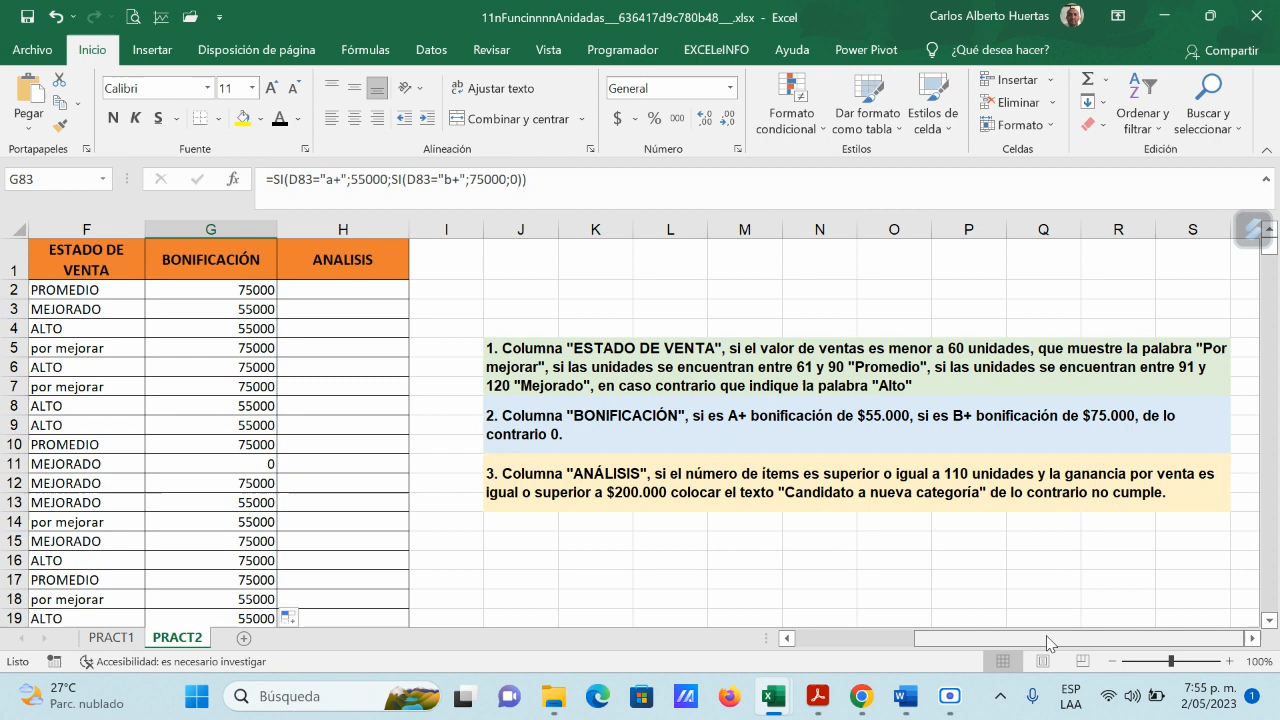 11nFuncinnnnAnidadas__636417d9c780b48__.xlsx - Excel
Carlos Alberto Huertas
Archivo Inicio Insertar Disposición de página Fórmulas Datos Revisar Vista Programador EXCELeINFO Ayuda Power Pivot ¿Qué desea hacer? Compartir
Pegar
Calibri 11
N K S A
Ajustar texto
Combinar y centrar
General
$ % 000
Formato condicional
Dar formato como tabla
Estilos de celda
Insertar
Eliminar
Formato
Ordenar y filtrar
Buscar y seleccionar
Portapapeles Fuente Alineación Número Estilos Celdas Edición
G83 fx =SI(D83="a+";55000;SI(D83="b+";75000;0))
F G H I J K L M N O P Q R S
1 ESTADO DE VENTA BONIFICACIÓN ANALISIS
2 PROMEDIO 75000
3 MEJORADO 55000
4 ALTO 55000
5 por mejorar 75000
6 ALTO 75000
7 por mejorar 75000
8 ALTO 55000
9 ALTO 55000
10 PROMEDIO 75000
11 MEJORADO 0
12 MEJORADO 75000
13 MEJORADO 55000
14 por mejorar 55000
15 MEJORADO 75000
16 ALTO 75000
17 PROMEDIO 75000
18 por mejorar 55000
19 ALTO 55000
1. Columna "ESTADO DE VENTA", si el valor de ventas es menor a 60 unidades, que muestre la palabra "Por
mejorar", si las unidades se encuentran entre 61 y 90 "Promedio", si las unidades se encuentran entre 91 y
120 "Mejorado", en caso contrario que indique la palabra "Alto"
2. Columna "BONIFICACIÓN", si es A+ bonificación de $55.000, si es B+ bonificación de $75.000, de lo
contrario 0.
3. Columna "ANÁLISIS", si el número de ítems es superior o igual a 110 unidades y la ganancia por venta es
igual o superior a $200.000 colocar el texto "Candidato a nueva categoría" de lo contrario no cumple.
PRACT1 PRACT2
Listo Accesibilidad: es necesario investigar 100%
27°C
Parc. nublado
Búsqueda
ESP
LAA
7:55 p. m.
2/05/2023
1